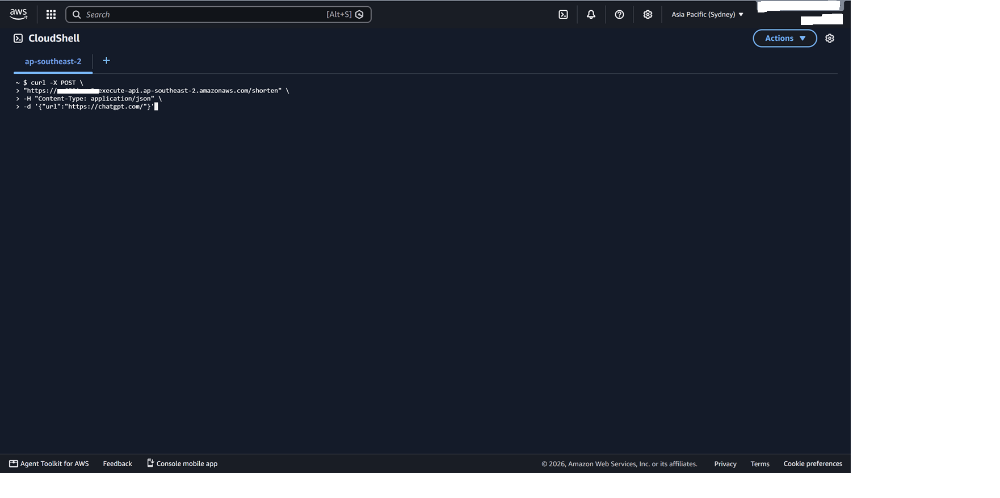 aws
Search [Alt+S]
Asia Pacific (Sydney)
CloudShell
Actions
ap-southeast-2 +
~ $ curl -X POST \
> "https:// execute-api.ap-southeast-2.amazonaws.com/shorten" \
> -H "Content-Type: application/json" \
> -d '{"url":"https://chatgpt.com/"}'
Agent Toolkit for AWS Feedback Console mobile app © 2026, Amazon Web Services, Inc. or its affiliates. Privacy Terms Cookie preferences